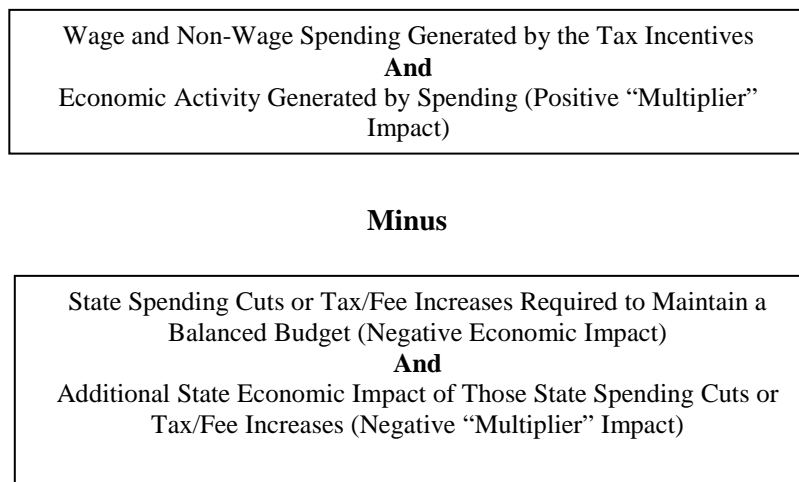 Wage and Non-Wage Spending Generated by the Tax Incentives
And
Economic Activity Generated by Spending (Positive “Multiplier”
Impact)
Minus
State Spending Cuts or Tax/Fee Increases Required to Maintain a
Balanced Budget (Negative Economic Impact)
And
Additional State Economic Impact of Those State Spending Cuts or
Tax/Fee Increases (Negative “Multiplier” Impact)